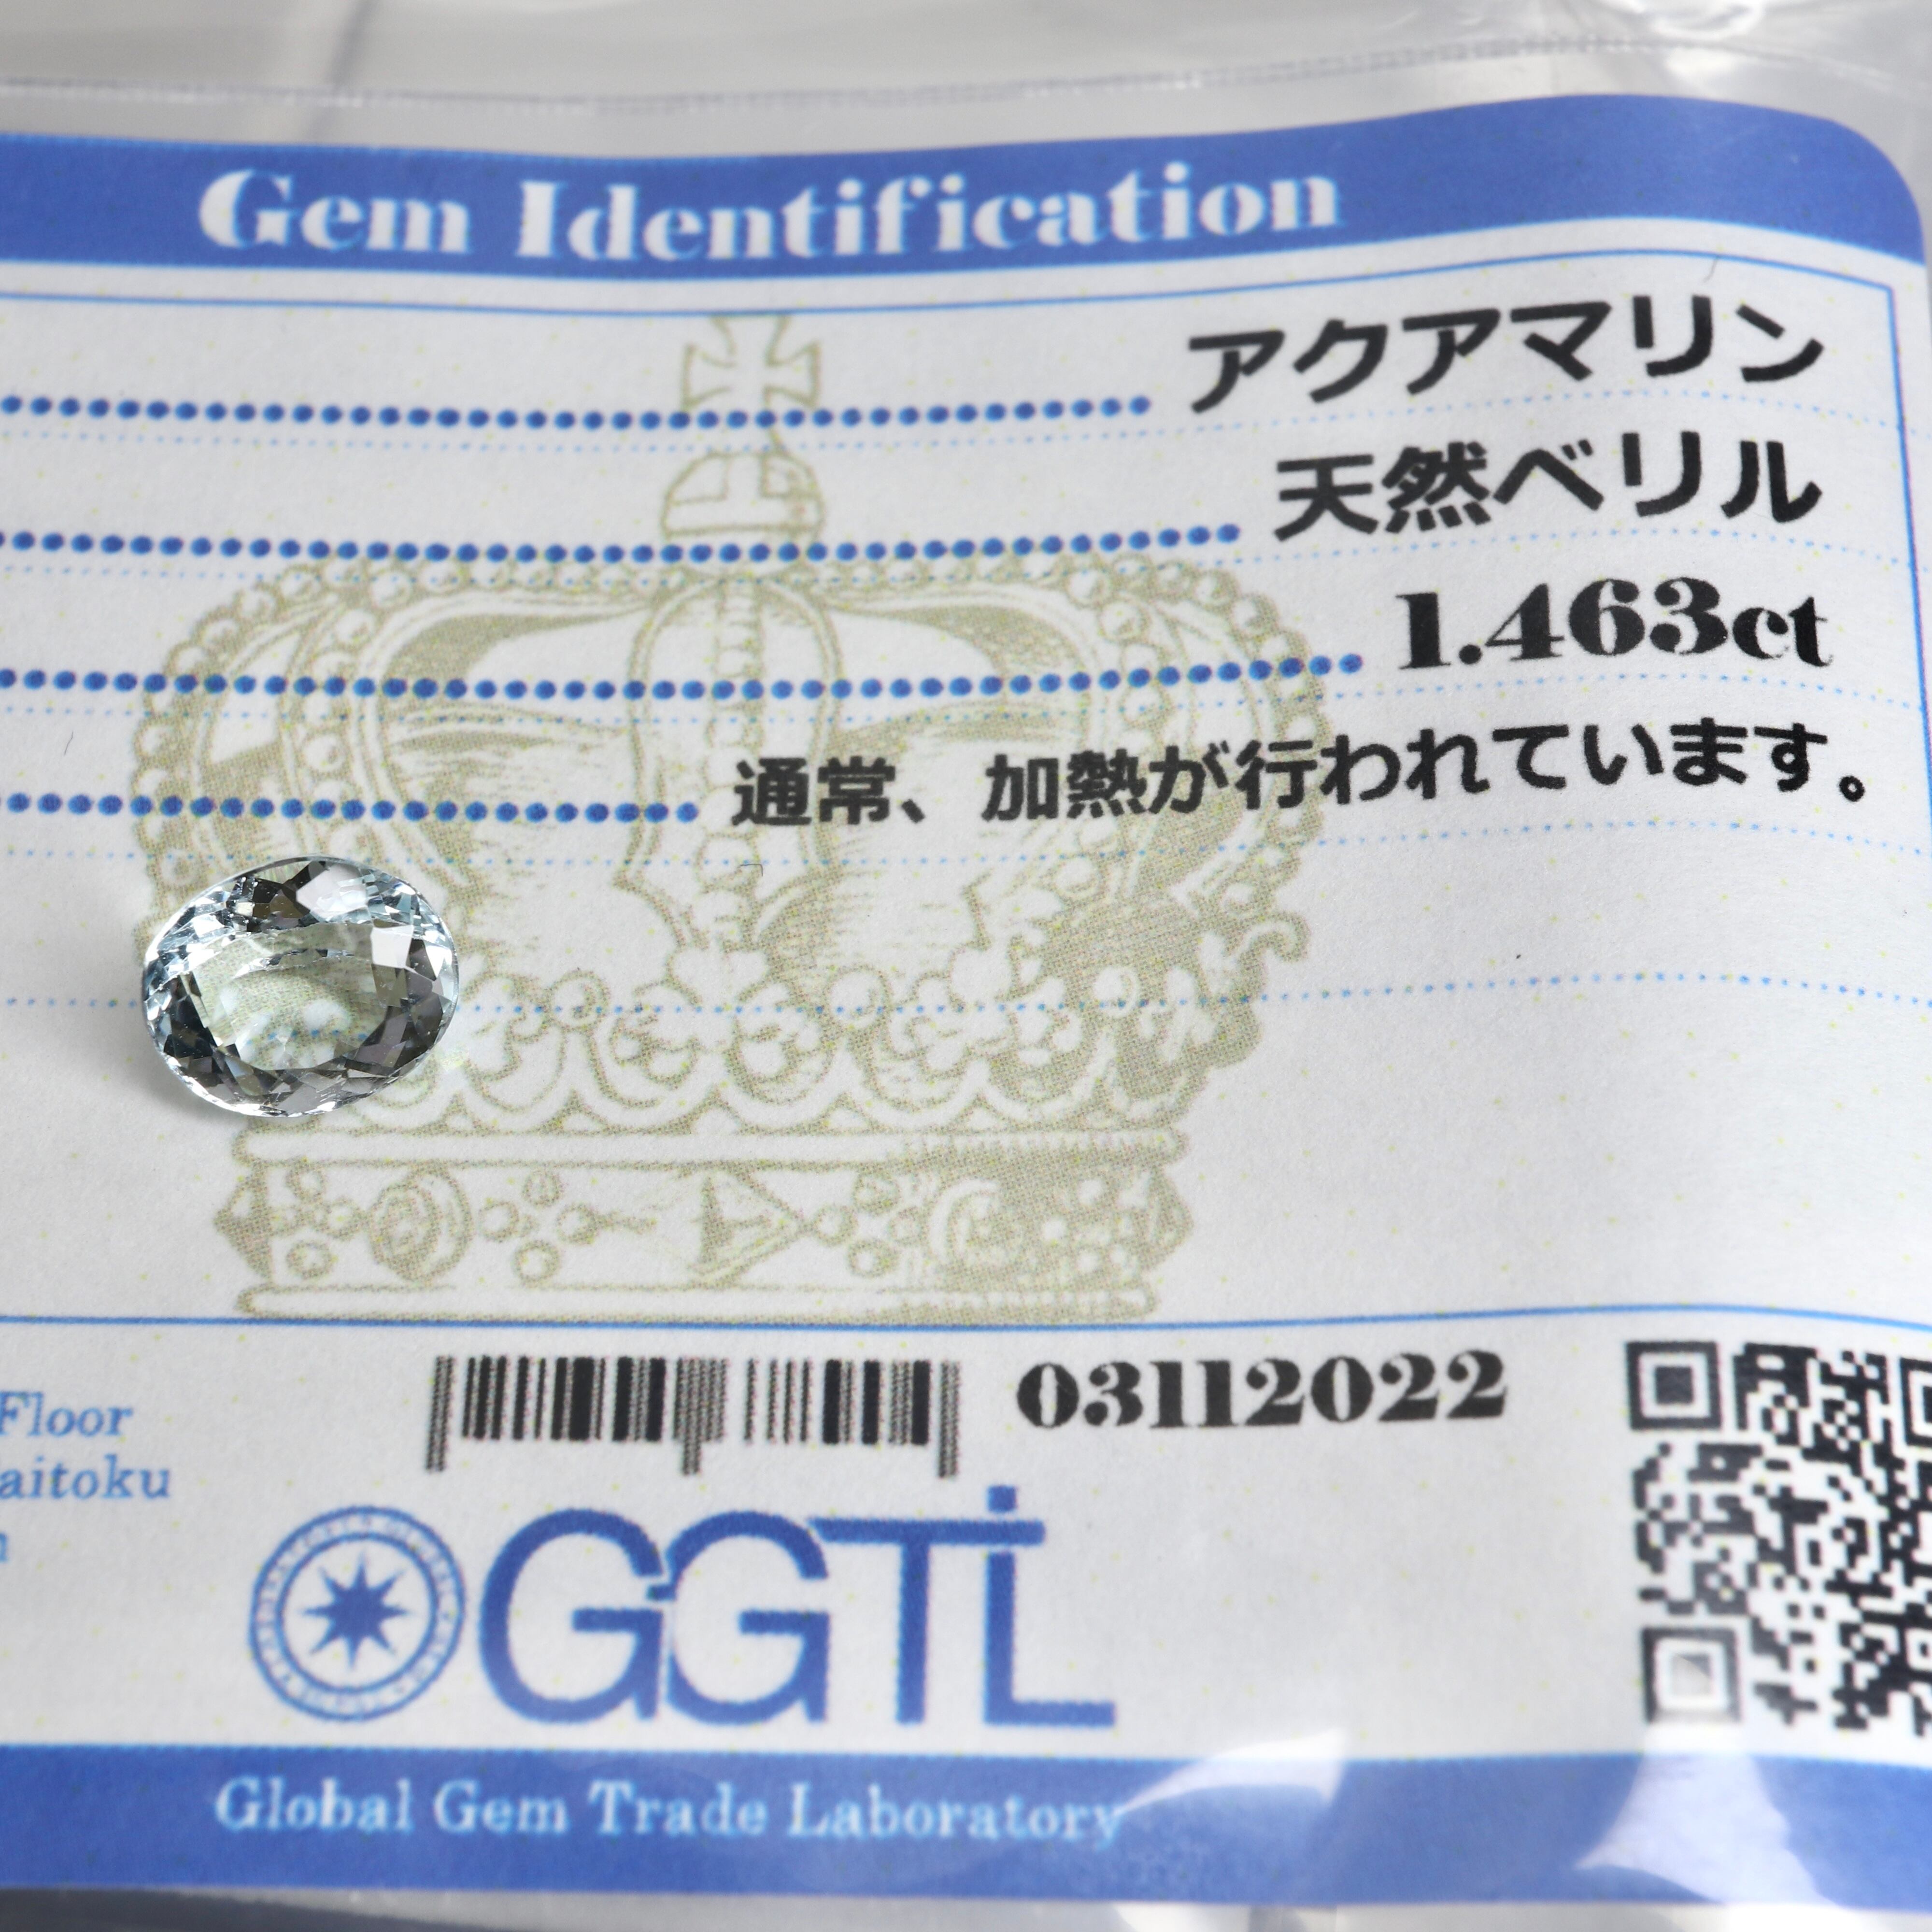 Gem Identification
アクアマリン
天然ベリル
1.463ct
通常、加熱が行われています。
03112022
Floor
aitoku
GGTL
Global Gem Trade Laboratory